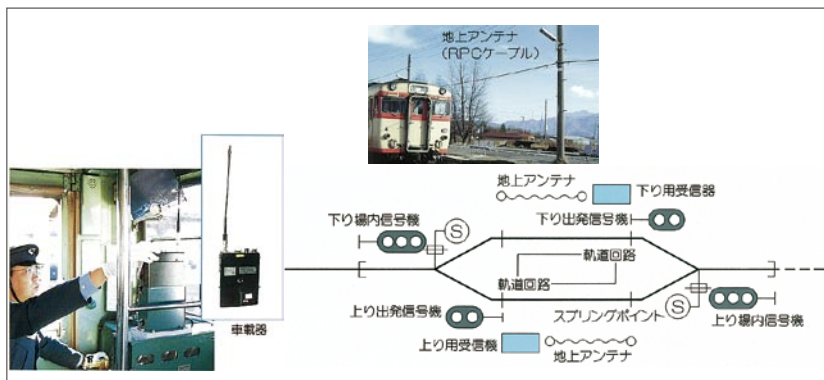 地上アンテナ
(RPCケーブル)
車載器
地上アンテナ
下り用受信器
下り場内信号機
S
下り出発信号機
軌道回路
軌道回路
上り出発信号機
スプリングポイント
S
上り場内信号機
上り用受信機
地上アンテナ